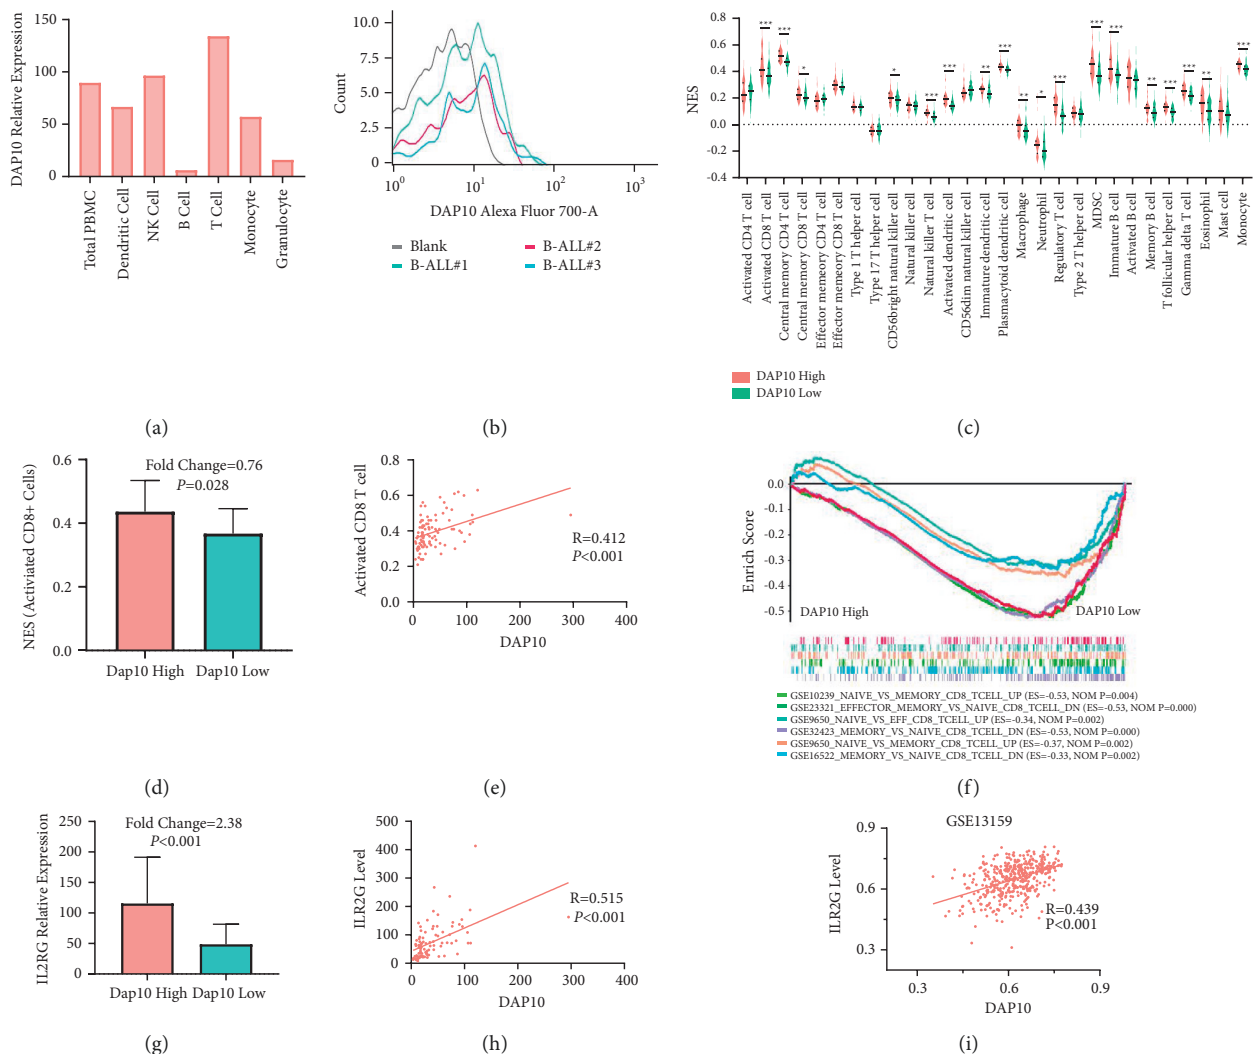 DAP10 Relative Expression
150
100
50
0
Total PBMC
Dendritic Cell
NK Cell
B Cell
T Cell
Monocyte
Granulocyte
(a)
Count
10.0
7.5
5.0
2.5
0
10⁰
10¹
10²
10³
DAP10 Alexa Fluor 700-A
Blank
B-ALL#1
B-ALL#2
B-ALL#3
(b)
NES
0.8
0.6
0.4
0.2
0.0
-0.2
-0.4
*** *** * * *** *** ** *** ** * *** *** *** ** *** *** ** ***
Activated CD4 T cell
Activated CD8 T cell
Central memory CD4 T cell
Central memory CD8 T cell
Effector memeory CD4 T cell
Effector memeory CD8 T cell
Type 1 T helper cell
Type 17 T helper cell
CD56bright natural killer cell
Natural killer cell
Natural killer T cell
Activated dendritic cell
CD56dim natural killer cell
Immature dendritic cell
Plasmacytoid dendritic cell
Macrophage
Neutrophil
Regulatory T cell
Type 2 T helper cell
MDSC
Immature B cell
Activated B cell
Memory B cell
T follicular helper cell
Gamma delta T cell
Eosinophil
Mast cell
Monocyte
DAP10 High
DAP10 Low
(c)
NES (Activiated CD8+ Cells)
0.6
0.4
0.2
0.0
Fold Change=0.76
P=0.028
Dap10 High Dap10 Low
(d)
Activated CD8 T cell
0.8
0.6
0.4
0.2
0.0
R=0.412
P<0.001
0 100 200 300 400
DAP10
(e)
Enrich Score
0.0
-0.1
-0.2
-0.3
-0.4
-0.5
DAP10 High
DAP10 Low
GSE10239_NAIVE_VS_MEMORY_CD8_TCELL_UP (ES=-0.53, NOM P=0.004)
GSE23321_EFFECTOR_MEMORY_VS_NAIVE_CD8_TCELL_DN (ES=-0.53, NOM P=0.000)
GSE9650_NAIVE_VS_EFF_CD8_TCELL_UP (ES=-0.34, NOM P=0.002)
GSE32423_MEMORY_VS_NAIVE_CD8_TCELL_DN (ES=-0.53, NOM P=0.000)
GSE9650_NAIVE_VS_MEMORY_CD8_TCELL_UP (ES=-0.37, NOM P=0.002)
GSE16522_MEMORY_VS_NAIVE_CD8_TCELL_DN (ES=-0.33, NOM P=0.002)
(f)
IL2RG Relative Expression
250
200
150
100
50
0
Fold Change=2.38
P<0.001
Dap10 High Dap10 Low
(g)
ILR2G Level
500
400
300
200
100
0
R=0.515
P<0.001
0 100 200 300 400
DAP10
(h)
GSE13159
ILR2G Level
0.9
0.6
0.3
R=0.439
P<0.001
0.3 0.6 0.9
DAP10
(i)